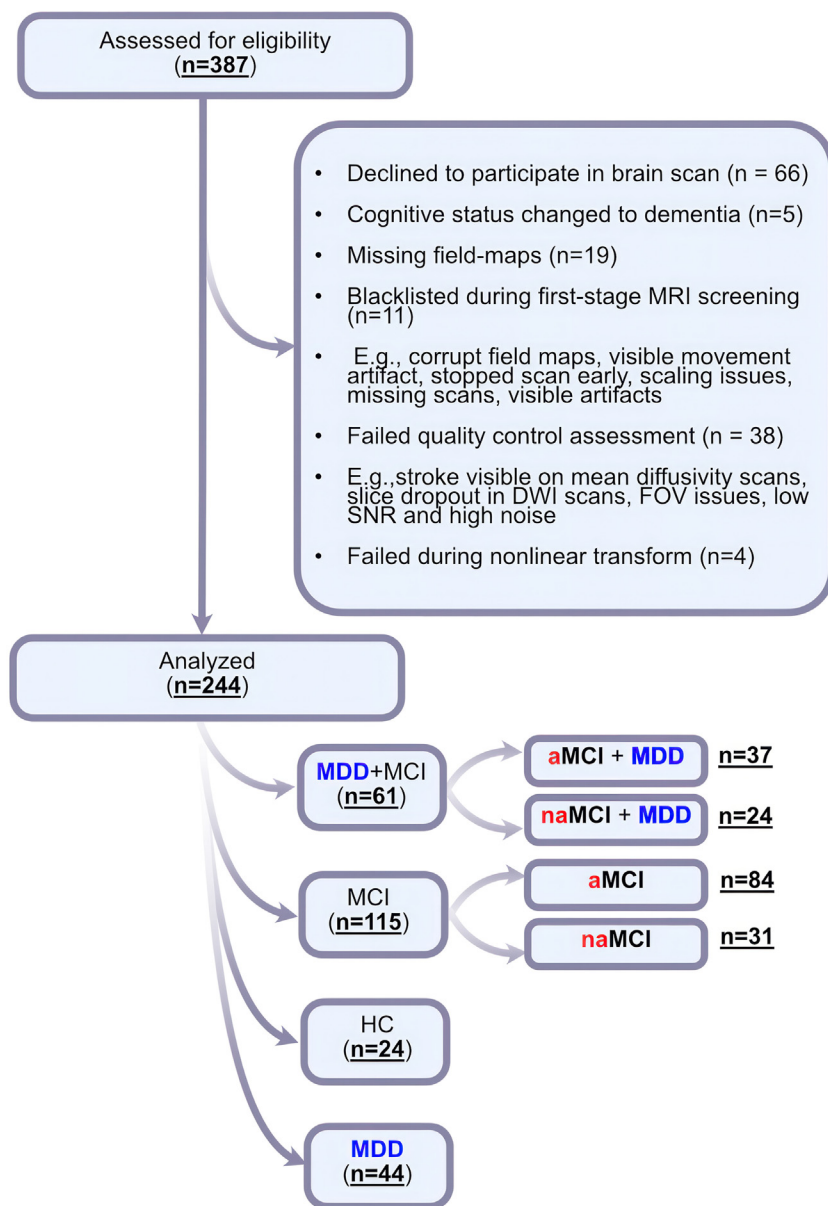 Assessed for eligibility
(n=387)
• Declined to participate in brain scan (n = 66)
• Cognitive status changed to dementia (n=5)
• Missing field-maps (n=19)
• Blacklisted during first-stage MRI screening
(n=11)
• E.g., corrupt field maps, visible movement
artifact, stopped scan early, scaling issues,
missing scans, visible artifacts
• Failed quality control assessment (n = 38)
• E.g.,stroke visible on mean diffusivity scans,
slice dropout in DWI scans, FOV issues, low
SNR and high noise
• Failed during nonlinear transform (n=4)
Analyzed
(n=244)
MDD+MCI
(n=61)
aMCI + MDD n=37
naMCI + MDD n=24
MCI
(n=115)
aMCI n=84
naMCI n=31
HC
(n=24)
MDD
(n=44)